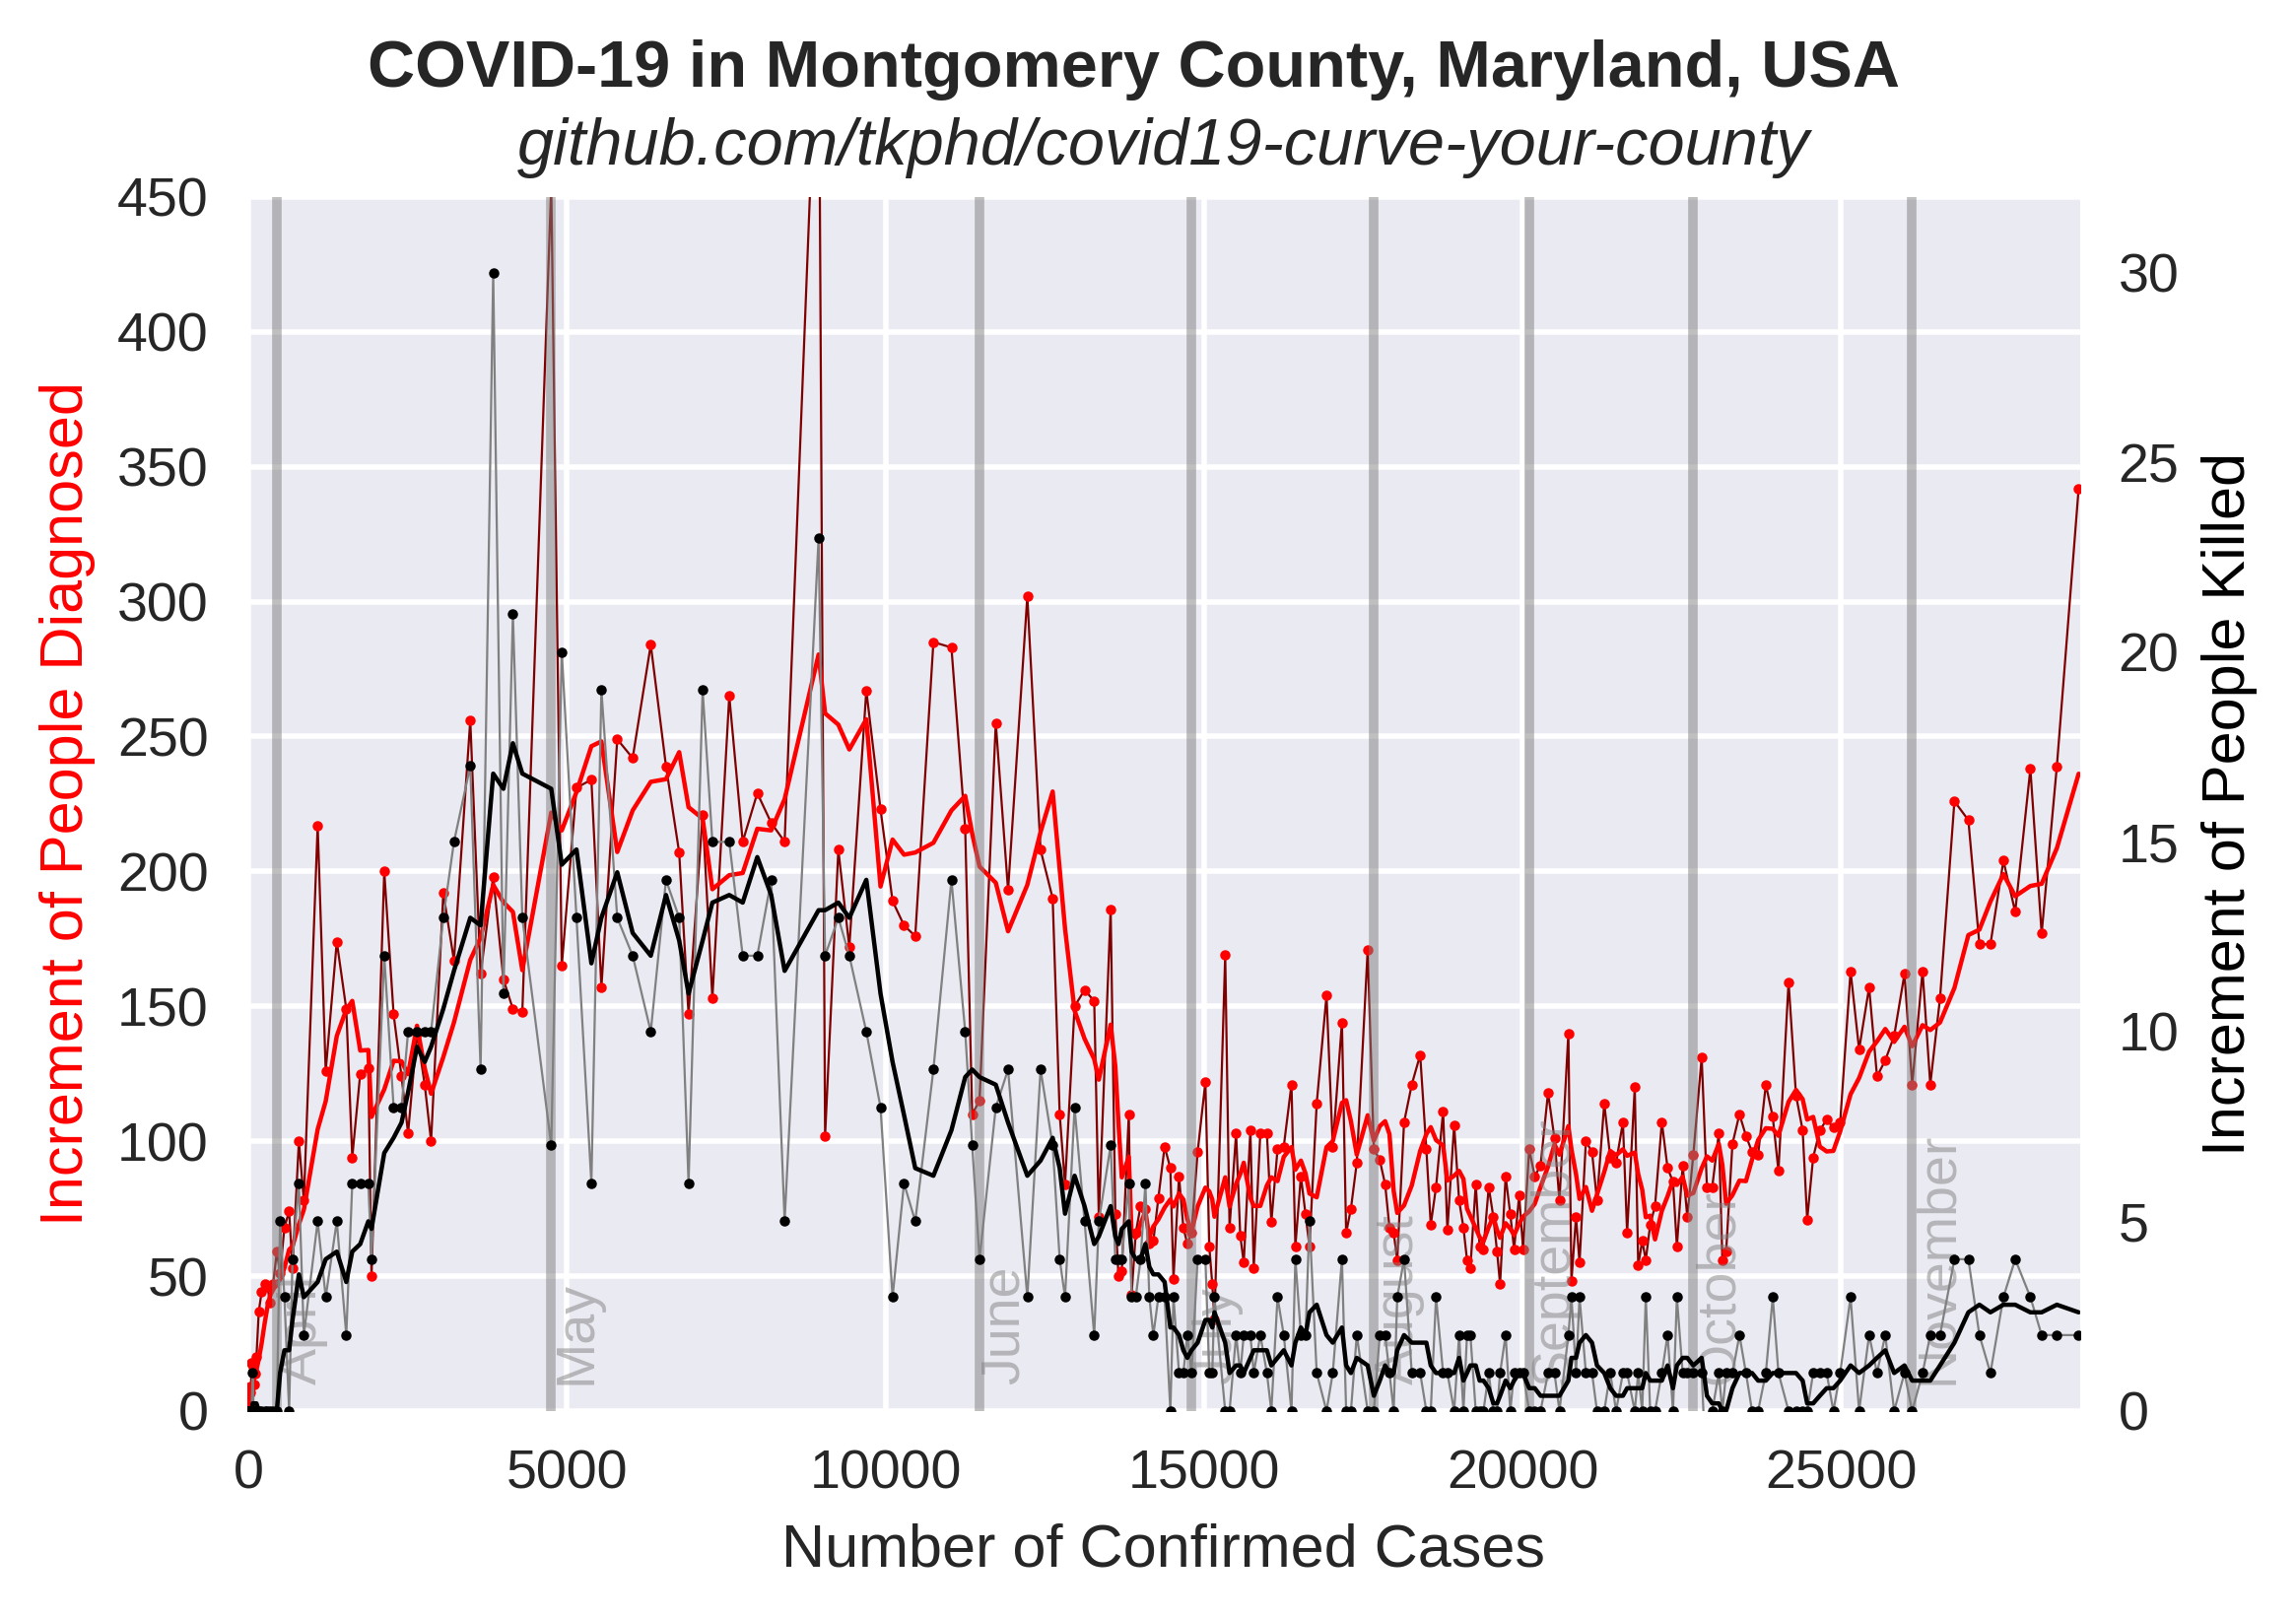 COVID-19 in Montgomery County, Maryland, USA
github.com/tkphd/covid19-curve-your-county
450
400
350
300
250
200
150
100
50
0
Increment of People Diagnosed
30
25
20
15
10
5
0
Increment of People Killed
April
May
June
July
August
September
October
November
0
5000
10000
15000
20000
25000
Number of Confirmed Cases